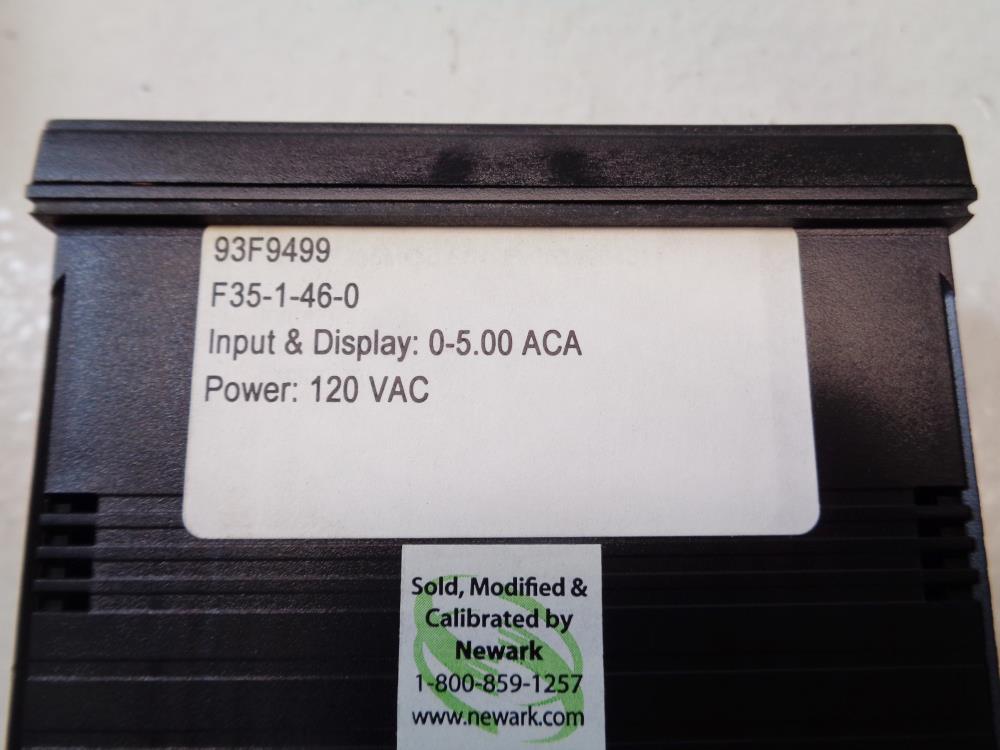 93F9499
F35-1-46-0
Input & Display: 0-5.00 ACA
Power: 120 VAC
Sold, Modified &
Calibrated by
Newark
1-800-859-1257
www.newark.com